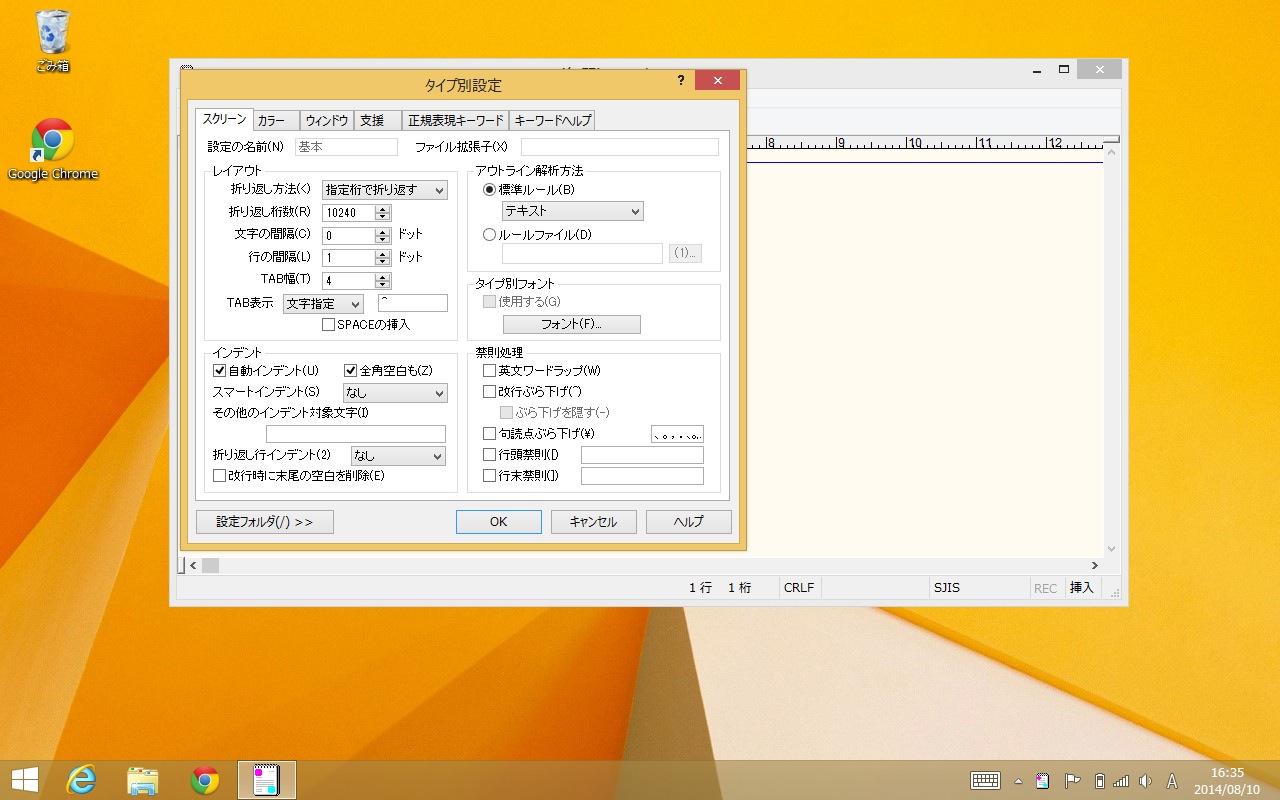 ごみ箱
Google Chrome
タイプ別設定
?
スクリーン カラー ウィンドウ 支援 正規表現キーワード キーワードヘルプ
設定の名前(N) 基本 ファイル拡張子(X)
レイアウト
折り返し方法(<) 指定桁で折り返す
折り返し桁数(R) 10240
文字の間隔(C) 0 ドット
行の間隔(L) 1 ドット
TAB幅(T) 4
TAB表示 文字指定 ^
SPACEの挿入
アウトライン解析方法
標準ルール(B)
テキスト
ルールファイル(D)
(1)...
タイプ別フォント
使用する(G)
フォント(F)...
インデント
自動インデント(U) 全角空白も(Z)
スマートインデント(S) なし
その他のインデント対象文字(I)
折り返し行インデント(2) なし
改行時に末尾の空白を削除(E)
禁則処理
英文ワードラップ(W)
改行ぶら下げ(^)
ぶら下げを隠す(-)
句読点ぶら下げ(¥)
行頭禁則([)
行末禁則(])
設定フォルダ(/) >> OK キャンセル ヘルプ
8 9 10 11 12
1 行 1 桁 CRLF SJIS REC 挿入
A
16:35
2014/08/10